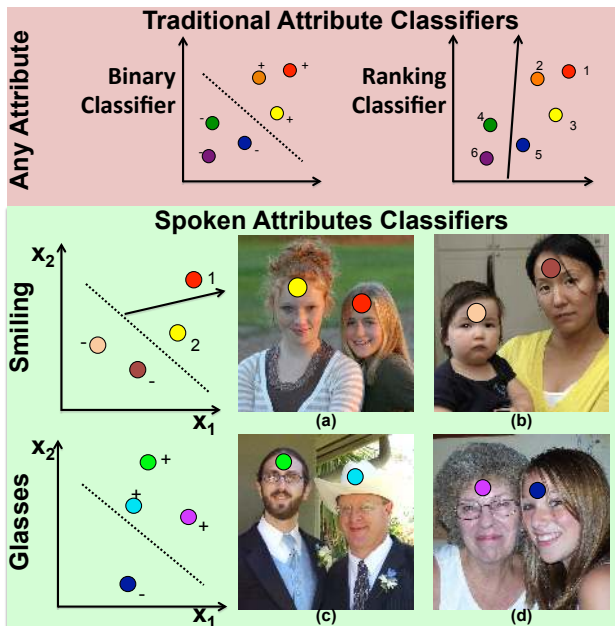 Traditional Attribute Classifiers
Any Attribute
Binary
Classifier
+
+
+
-
-
-
Ranking
Classifier
2
1
3
4
5
6
Spoken Attributes Classifiers
Smiling
X2
1
2
-
-
X1
(a)
(b)
Glasses
X2
+
+
+
-
X1
(c)
(d)